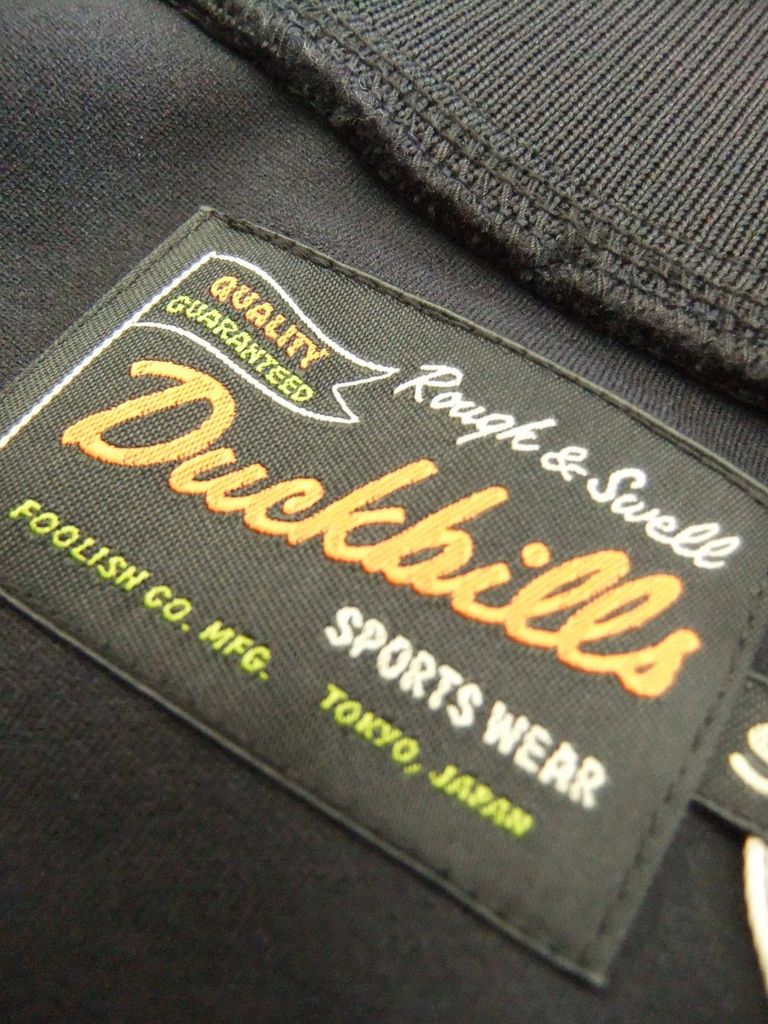 QUALITY
GUARANTEED
Rough & Swell
Duckbills
SPORTS WEAR
FOOLISH CO. MFG. TOKYO, JAPAN